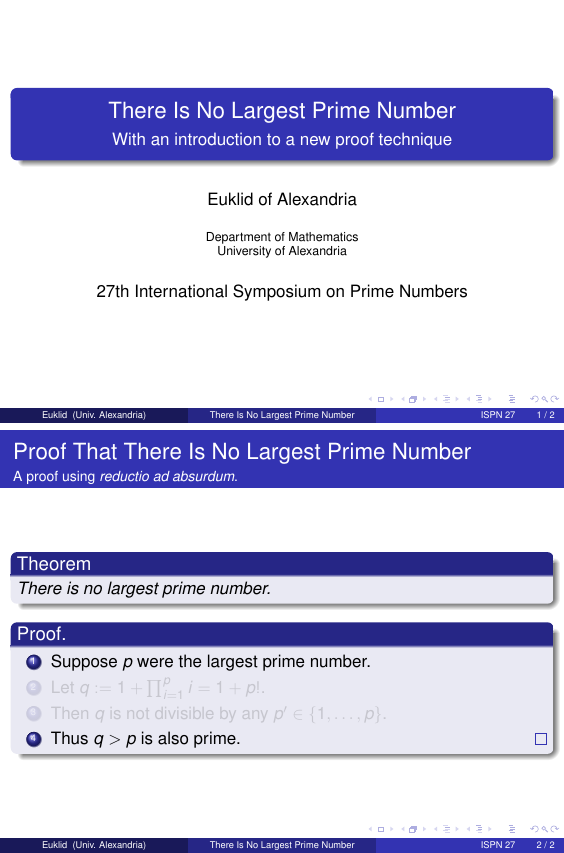 There Is No Largest Prime Number
With an introduction to a new proof technique
Euklid of Alexandria
Department of Mathematics
University of Alexandria
27th International Symposium on Prime Numbers
Euklid (Univ. Alexandria) There Is No Largest Prime Number ISPN 27 1 / 2
Proof That There Is No Largest Prime Number
A proof using reductio ad absurdum.
Theorem
There is no largest prime number.
Proof.
1 Suppose p were the largest prime number.
2 Let q := 1 + ∏ᵖᵢ₌₁ i = 1 + p!.
3 Then q is not divisible by any p′ ∈ {1, . . . , p}.
4 Thus q > p is also prime. □
Euklid (Univ. Alexandria) There Is No Largest Prime Number ISPN 27 2 / 2